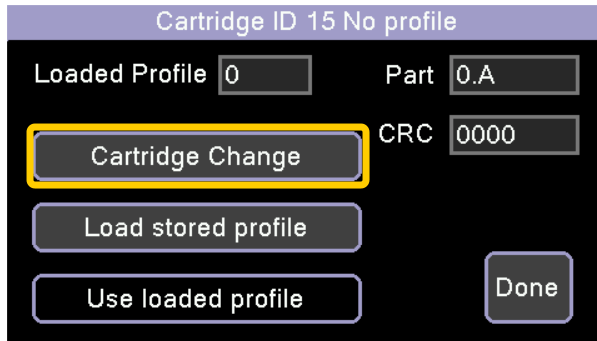 Cartridge ID 15 No profile
Loaded Profile 0 Part 0.A
CRC 0000
Cartridge Change
Load stored profile
Use loaded profile
Done